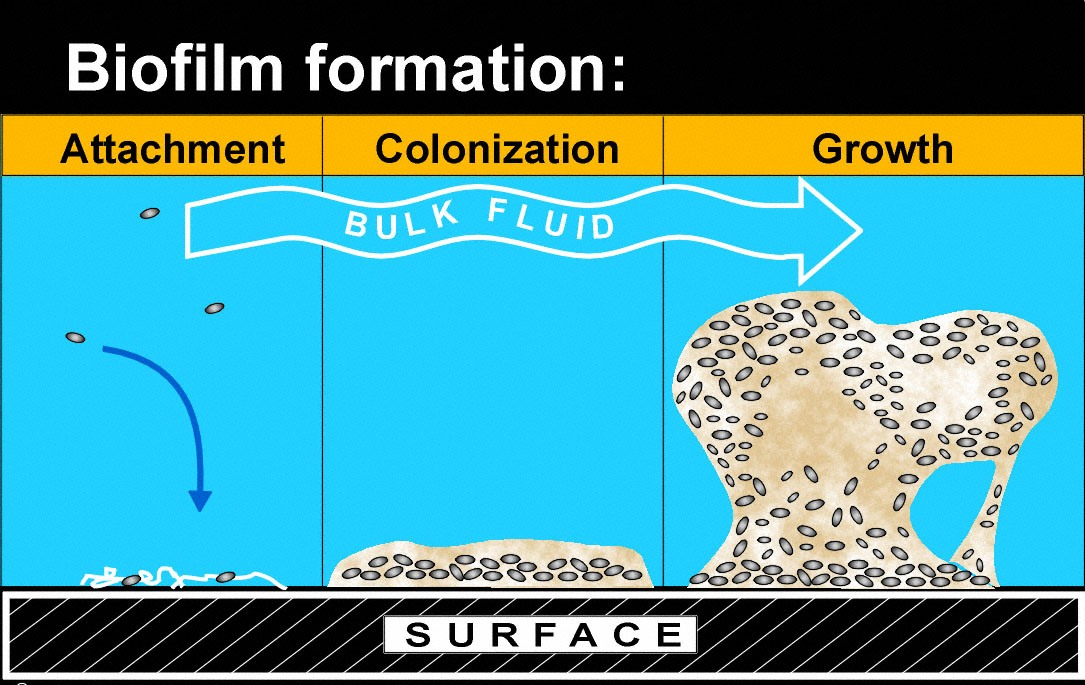 Biofilm formation:
Attachment
Colonization
Growth
BULK FLUID
SURFACE